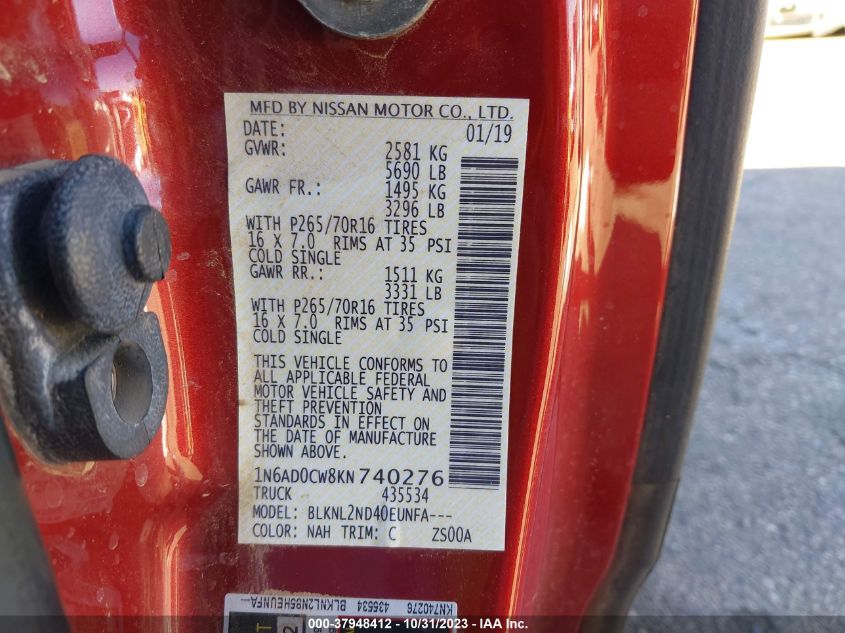 MFD BY NISSAN MOTOR CO., LTD.
DATE: 01/19
GVWR: 2581 KG
5690 LB
GAWR FR.: 1495 KG
3296 LB
WITH P265/70R16 TIRES
16 X 7.0 RIMS AT 35 PSI
COLD SINGLE
GAWR RR.: 1511 KG
3331 LB
WITH P265/70R16 TIRES
16 X 7.0 RIMS AT 35 PSI
COLD SINGLE
THIS VEHICLE CONFORMS TO
ALL APPLICABLE FEDERAL
MOTOR VEHICLE SAFETY AND
THEFT PREVENTION
STANDARDS IN EFFECT ON
THE DATE OF MANUFACTURE
SHOWN ABOVE.
1N6AD0CW8KN740276
TRUCK 435534
MODEL: BLKNL2ND40EUNFA---
COLOR: NAH TRIM: C ZS00A
KN740276 435534
000-37948412 - 10/31/2023 - IAA Inc.